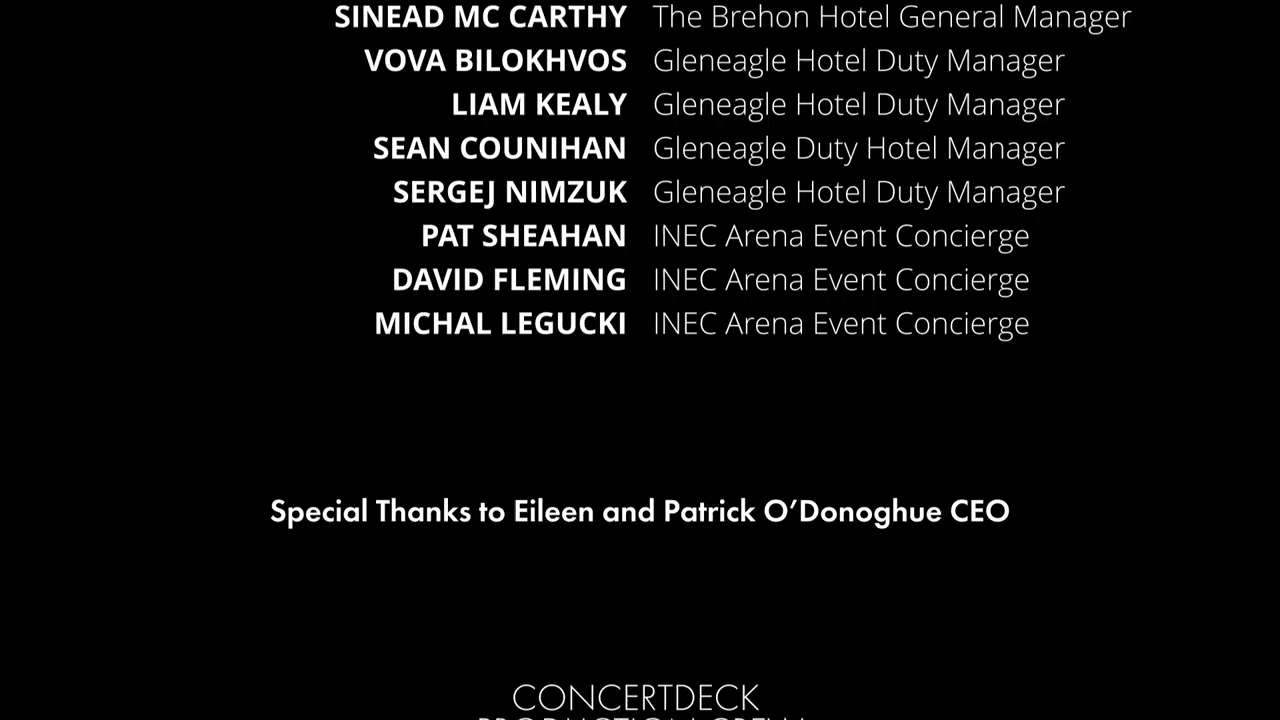 SINEAD MC CARTHY The Brehon Hotel General Manager
VOVA BILOKHVOS Gleneagle Hotel Duty Manager
LIAM KEALY Gleneagle Hotel Duty Manager
SEAN COUNIHAN Gleneagle Duty Hotel Manager
SERGEJ NIMZUK Gleneagle Hotel Duty Manager
PAT SHEAHAN INEC Arena Event Concierge
DAVID FLEMING INEC Arena Event Concierge
MICHAL LEGUCKI INEC Arena Event Concierge
Special Thanks to Eileen and Patrick O’Donoghue CEO
CONCERTDECK